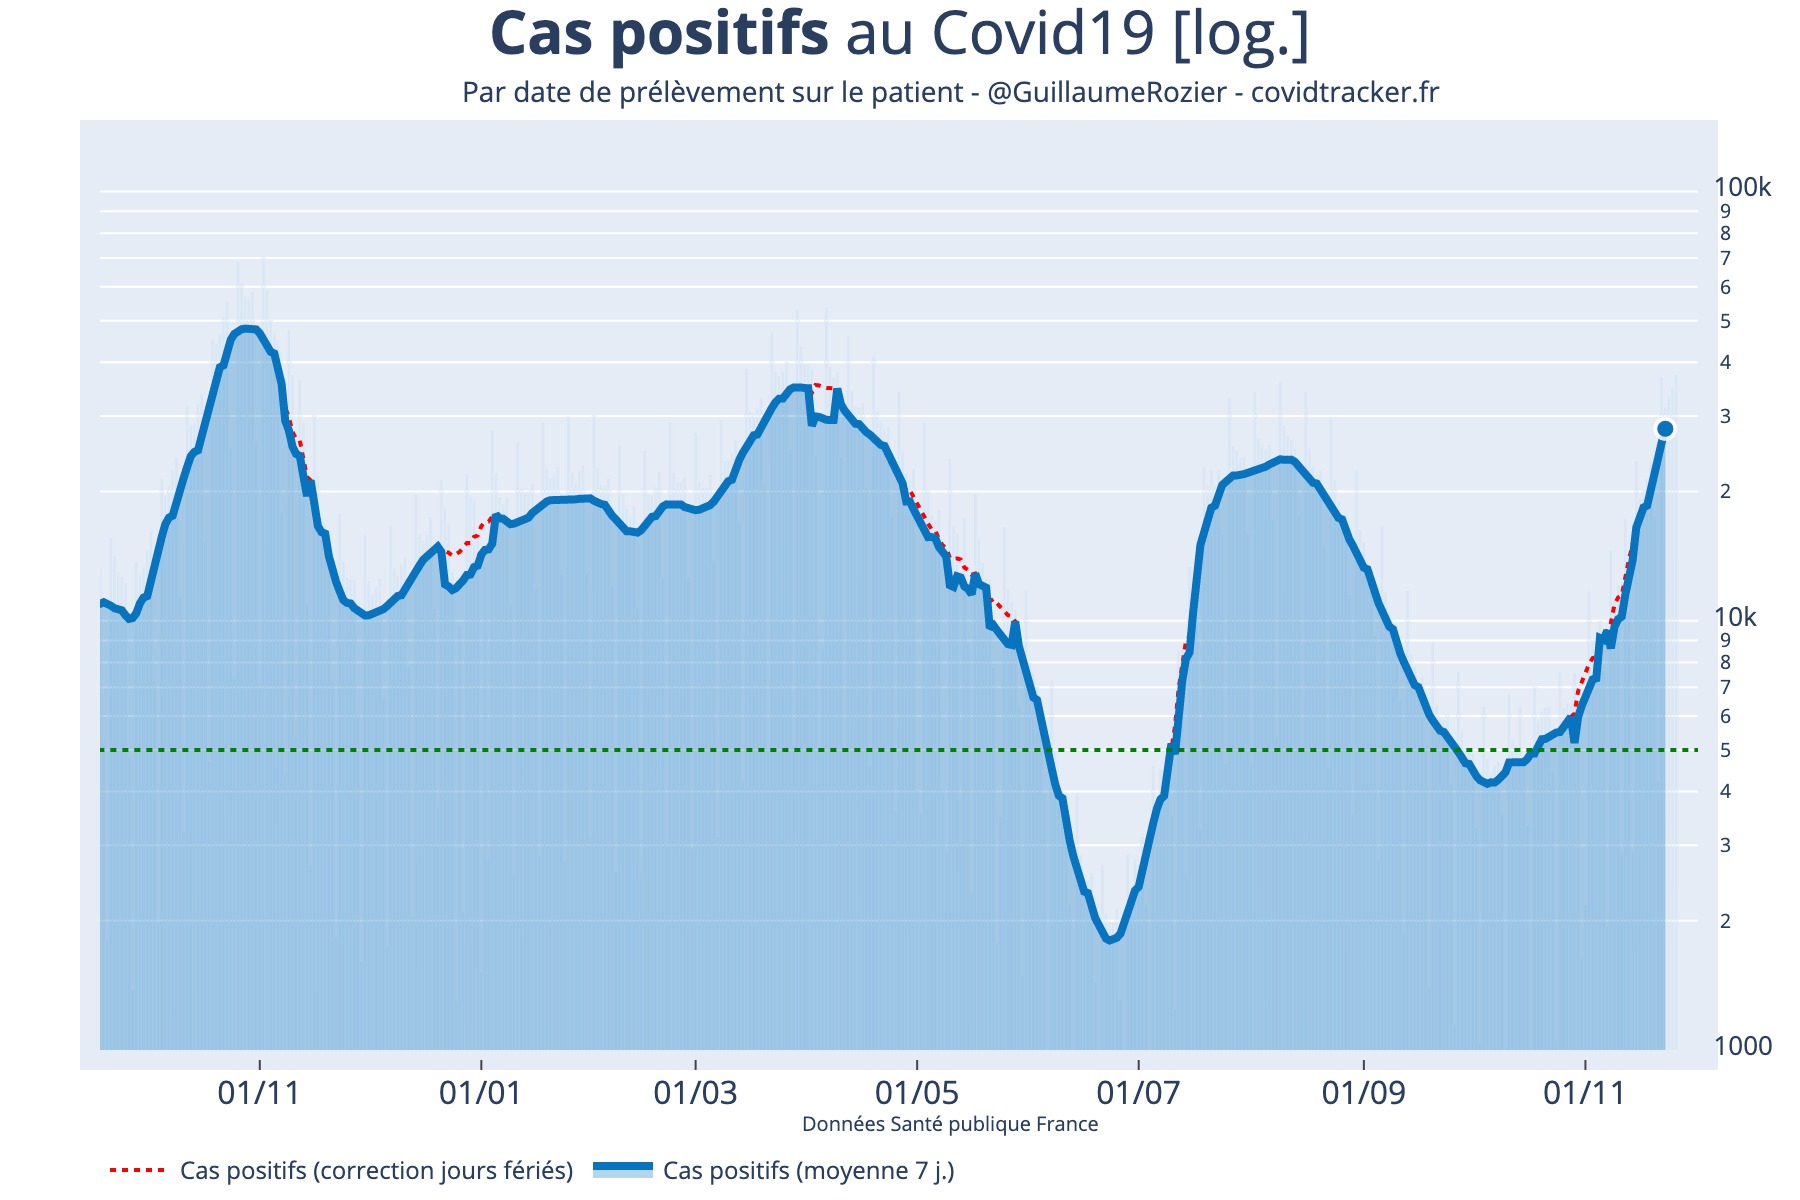 Cas positifs au Covid19 [log.]
Par date de prélèvement sur le patient - @GuillaumeRozier - covidtracker.fr
100k
9
8
7
6
5
4
3
2
10k
9
8
7
6
5
4
3
2
1000
01/11 01/01 01/03 01/05 01/07 01/09 01/11
Données Santé publique France
Cas positifs (correction jours fériés) Cas positifs (moyenne 7 j.)